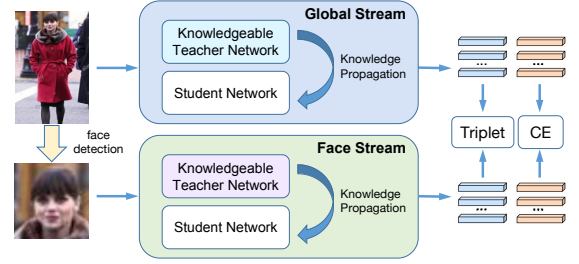 Global Stream
Knowledgeable
Teacher Network
Knowledge
Propagation
Student Network
...
...
face
detection
Triplet
CE
Face Stream
Knowledgeable
Teacher Network
Knowledge
Propagation
Student Network
...
...